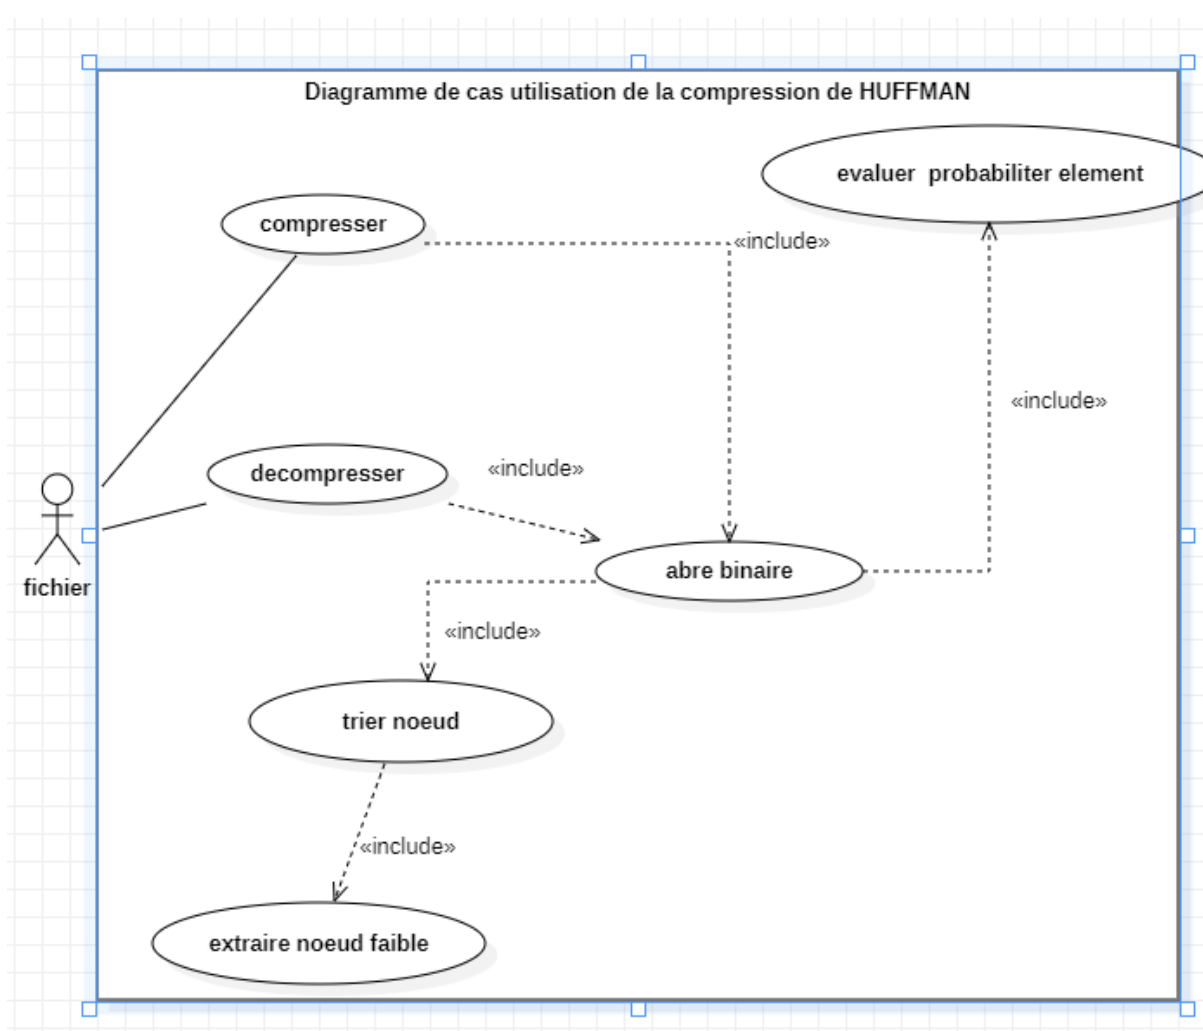 Diagramme de cas utilisation de la compression de HUFFMAN
evaluer  probabiliter element
compresser
«include»
«include»
decompresser
«include»
abre binaire
fichier
«include»
trier noeud
«include»
extraire noeud faible